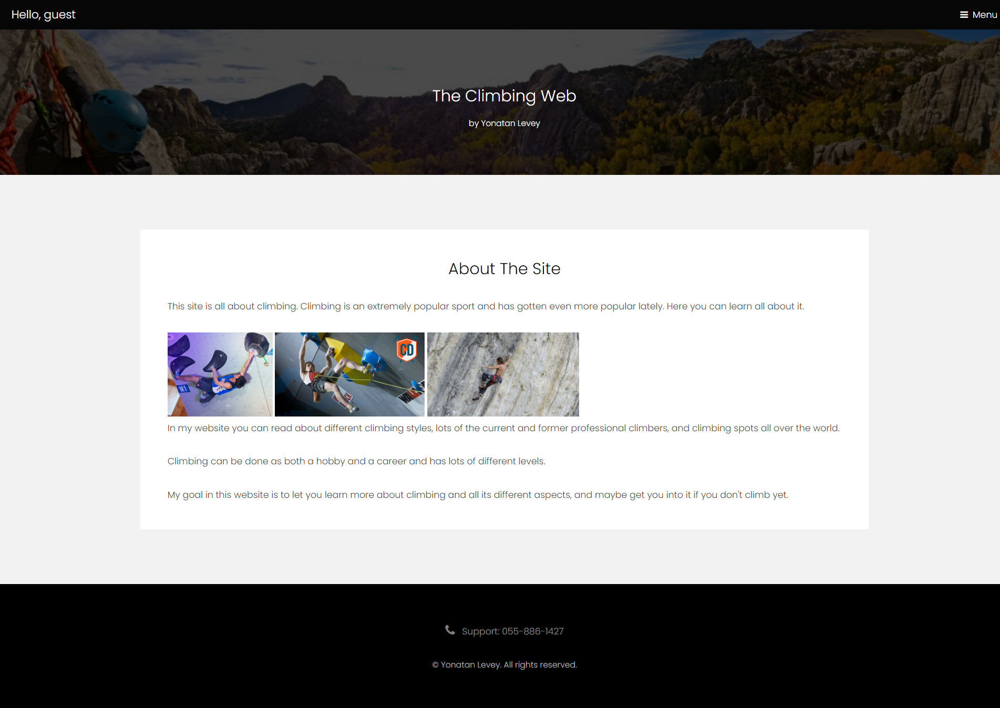 Hello, guest
Menu
The Climbing Web
by Yonatan Levey
About The Site
This site is all about climbing. Climbing is an extremely popular sport and has gotten even more popular lately. Here you can learn all about it.
M1
CD
In my website you can read about different climbing styles, lots of the current and former professional climbers, and climbing spots all over the world.
Climbing can be done as both a hobby and a career and has lots of different levels.
My goal in this website is to let you learn more about climbing and all its different aspects, and maybe get you into it if you don't climb yet.
Support: 055-886-1427
© Yonatan Levey. All rights reserved.